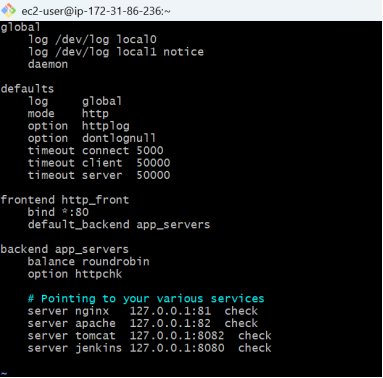 ec2-user@ip-172-31-86-236:~
global
    log /dev/log local0
    log /dev/log local1 notice
    daemon

defaults
    log     global
    mode    http
    option  httplog
    option  dontlognull
    timeout connect 5000
    timeout client  50000
    timeout server  50000

frontend http_front
    bind *:80
    default_backend app_servers

backend app_servers
    balance roundrobin
    option httpchk

    # Pointing to your various services
    server nginx   127.0.0.1:81  check
    server apache  127.0.0.1:82  check
    server tomcat  127.0.0.1:8082  check
    server jenkins 127.0.0.1:8080  check

~